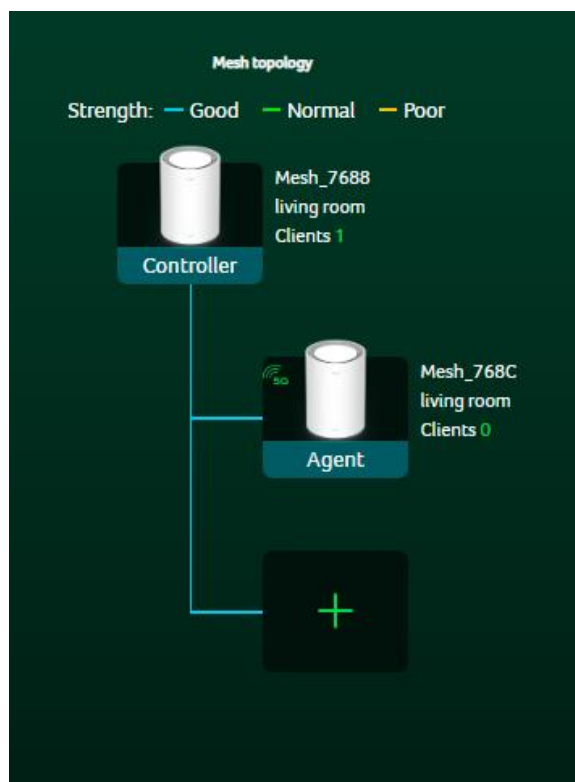 Mesh topology
Strength: Good Normal Poor
Mesh_7688
living room
Clients 1
Controller
5G
Mesh_768C
living room
Clients 0
Agent